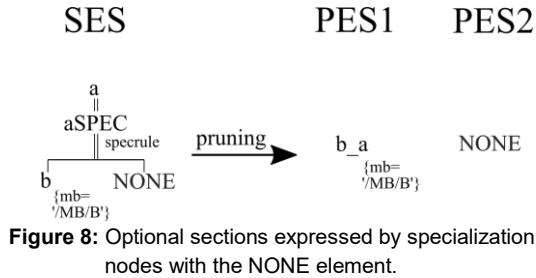 SES PES1 PES2
a
aSPEC
specrule
pruning
b_a
NONE
b
NONE
{mb=
'/MB/B'}
{mb=
'/MB/B'}
Figure 8: Optional sections expressed by specialization
nodes with the NONE element.